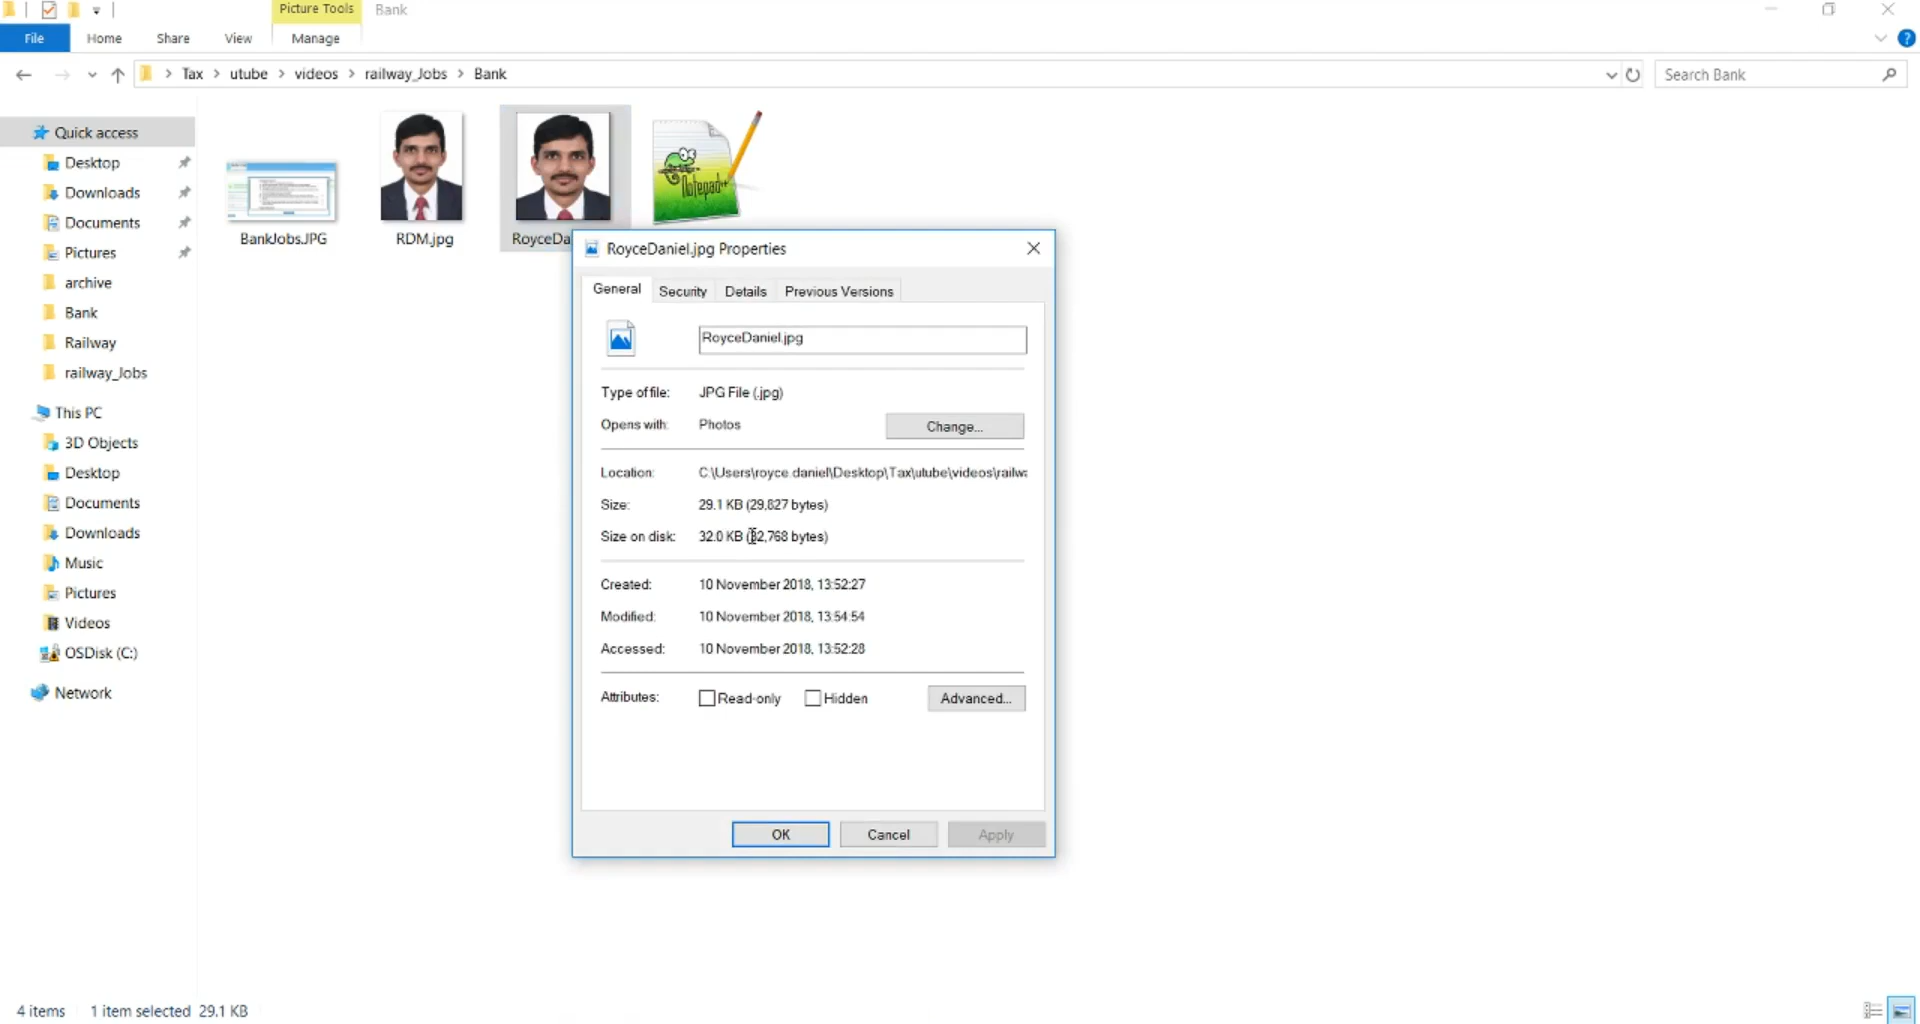 Picture Tools
Bank
File
Home
Share
View
Manage
Tax
utube
videos
railway_Jobs
Bank
Search Bank
Quick access
Desktop
Downloads
Documents
Pictures
archive
Bank
Railway
railway_Jobs
This PC
3D Objects
Desktop
Documents
Downloads
Music
Pictures
Videos
OSDisk (C:)
Network
BankJobs.JPG
RDM.jpg
RoyceDa
Notepad++
RoyceDaniel.jpg Properties
General
Security
Details
Previous Versions
RoyceDaniel.jpg
Type of file: JPG File (.jpg)
Opens with: Photos
Change...
Location: C:\Users\royce.daniel\Desktop\Tax\utube\videos\railwa
Size: 29.1 KB (29,827 bytes)
Size on disk: 32.0 KB (32,768 bytes)
Created: 10 November 2018, 13:52:27
Modified: 10 November 2018, 13:54:54
Accessed: 10 November 2018, 13:52:28
Attributes: Read-only Hidden
Advanced...
OK
Cancel
Apply
4 items
1 item selected 29.1 KB